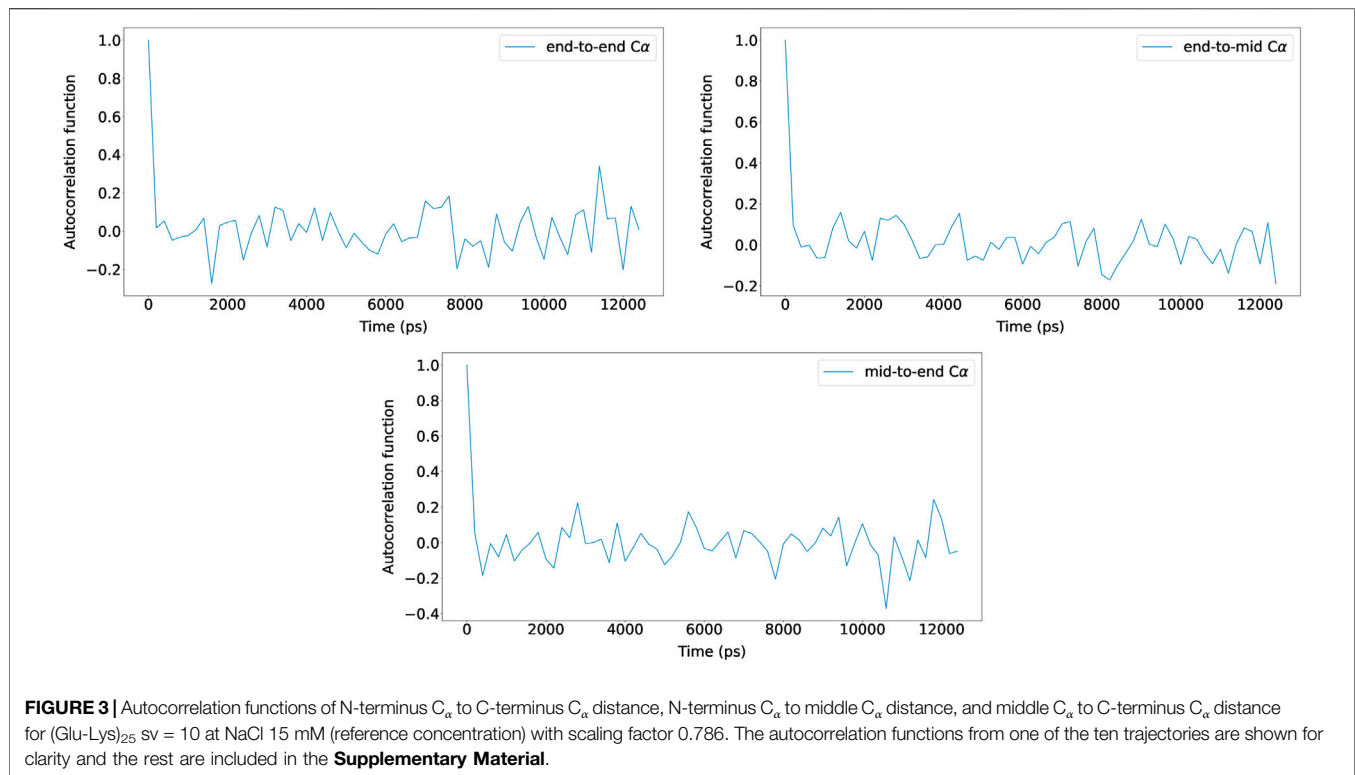 end-to-end Cα
Autocorrelation function
1.0
0.8
0.6
0.4
0.2
0.0
−0.2
0 2000 4000 6000 8000 10000 12000
Time (ps)
end-to-mid Cα
Autocorrelation function
1.0
0.8
0.6
0.4
0.2
0.0
−0.2
0 2000 4000 6000 8000 10000 12000
Time (ps)
mid-to-end Cα
Autocorrelation function
1.0
0.8
0.6
0.4
0.2
0.0
−0.2
−0.4
0 2000 4000 6000 8000 10000 12000
Time (ps)
FIGURE 3 | Autocorrelation functions of N-terminus Cα to C-terminus Cα distance, N-terminus Cα to middle Cα distance, and middle Cα to C-terminus Cα distance
for (Glu-Lys)25 sv = 10 at NaCl 15 mM (reference concentration) with scaling factor 0.786. The autocorrelation functions from one of the ten trajectories are shown for
clarity and the rest are included in the Supplementary Material.